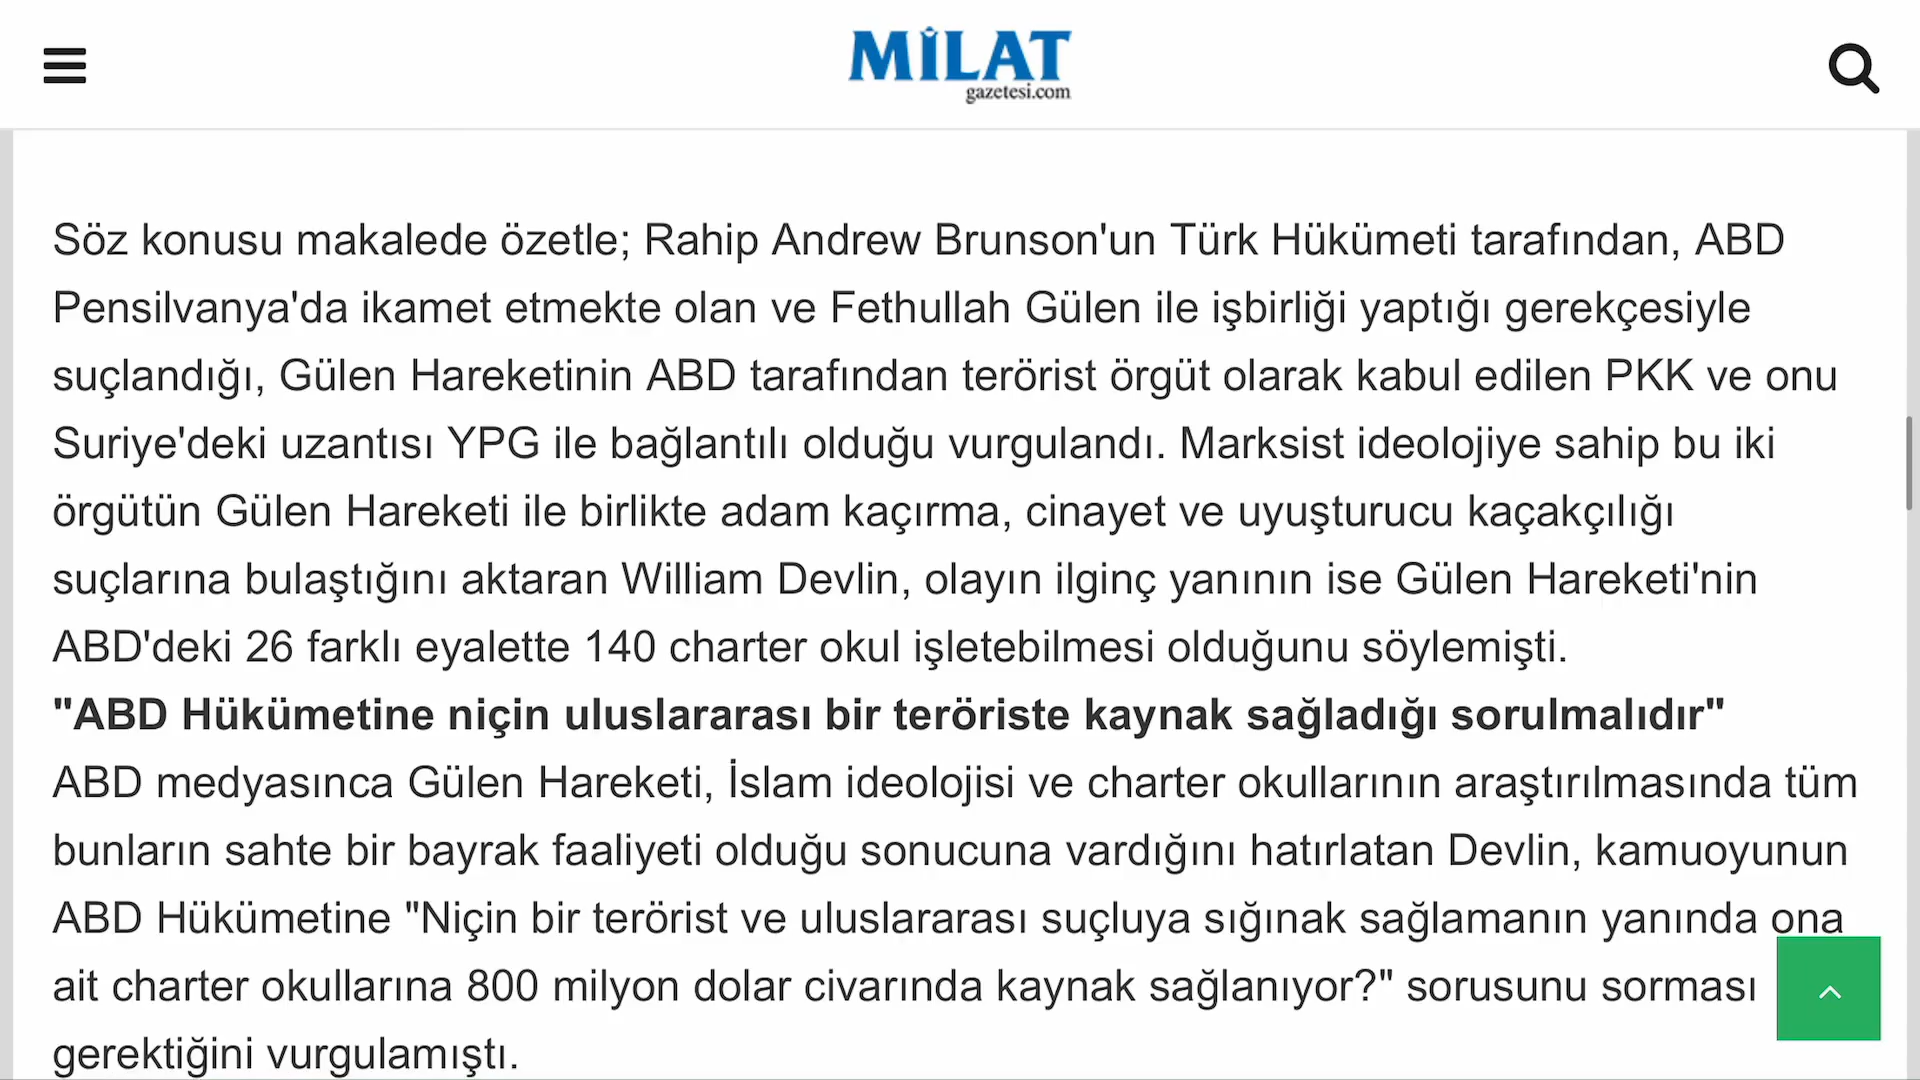 MİLAT
gazetesi.com
Söz konusu makalede özetle; Rahip Andrew Brunson'un Türk Hükümeti tarafından, ABD
Pensilvanya'da ikamet etmekte olan ve Fethullah Gülen ile işbirliği yaptığı gerekçesiyle
suçlandığı, Gülen Hareketinin ABD tarafından terörist örgüt olarak kabul edilen PKK ve onu
Suriye'deki uzantısı YPG ile bağlantılı olduğu vurgulandı. Marksist ideolojiye sahip bu iki
örgütün Gülen Hareketi ile birlikte adam kaçırma, cinayet ve uyuşturucu kaçakçılığı
suçlarına bulaştığını aktaran William Devlin, olayın ilginç yanının ise Gülen Hareketi'nin
ABD'deki 26 farklı eyalette 140 charter okul işletebilmesi olduğunu söylemişti.
"ABD Hükümetine niçin uluslararası bir teröriste kaynak sağladığı sorulmalıdır"
ABD medyasınca Gülen Hareketi, İslam ideolojisi ve charter okullarının araştırılmasında tüm
bunların sahte bir bayrak faaliyeti olduğu sonucuna vardığını hatırlatan Devlin, kamuoyunun
ABD Hükümetine "Niçin bir terörist ve uluslararası suçluya sığınak sağlamanın yanında ona
ait charter okullarına 800 milyon dolar civarında kaynak sağlanıyor?" sorusunu sorması
gerektiğini vurgulamıştı.